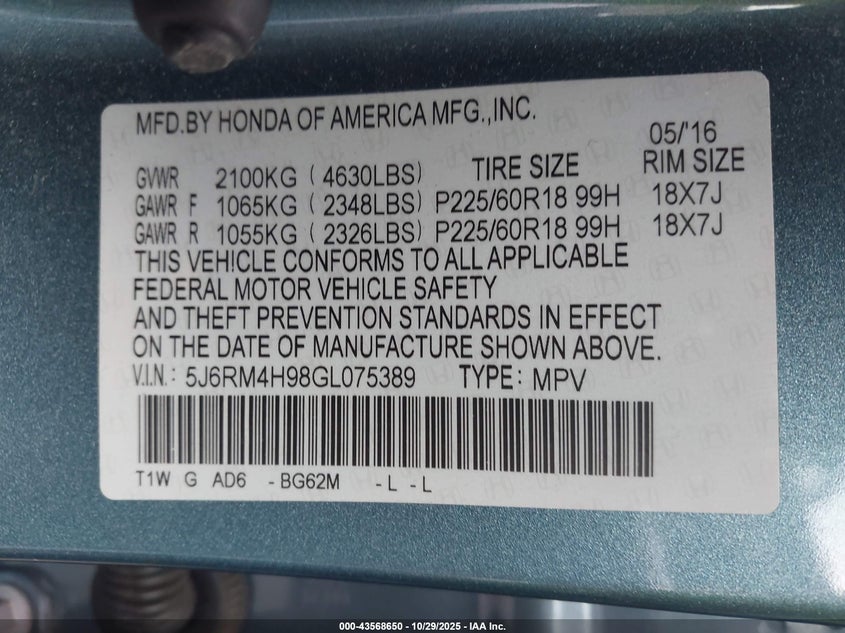 MFD.BY HONDA OF AMERICA MFG.,INC.
05/'16
GVWR 2100KG ( 4630LBS) TIRE SIZE RIM SIZE
GAWR F 1065KG ( 2348LBS) P225/60R18 99H 18X7J
GAWR R 1055KG ( 2326LBS) P225/60R18 99H 18X7J
THIS VEHICLE CONFORMS TO ALL APPLICABLE
FEDERAL MOTOR VEHICLE SAFETY
AND THEFT PREVENTION STANDARDS IN EFFECT
ON THE DATE OF MANUFACTURE SHOWN ABOVE.
V.I.N.: 5J6RM4H98GL075389 TYPE: MPV
T1W G AD6 -BG62M -L -L
000-43568650 | 10/29/2025 - IAA Inc.